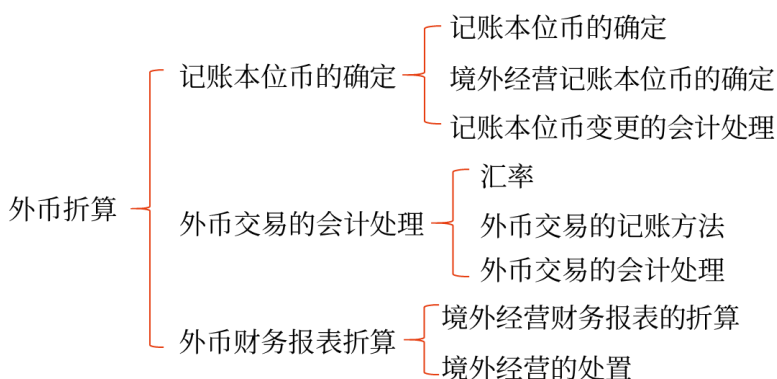 外币折算
记账本位币的确定
记账本位币的确定
境外经营记账本位币的确定
记账本位币变更的会计处理
外币交易的会计处理
汇率
外币交易的记账方法
外币交易的会计处理
外币财务报表折算
境外经营财务报表的折算
境外经营的处置